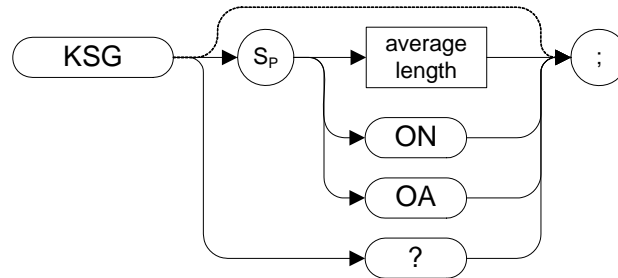 KSG
SP
average
length
;
ON
OA
?